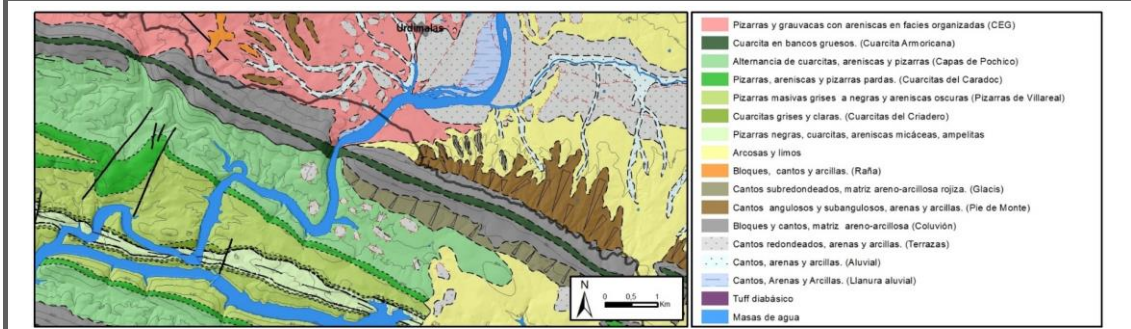 Urdimalas
N
0 0,5 1
Km
Pizarras y grauvacas con areniscas en facies organizadas (CEG)
Cuarcita en bancos gruesos. (Cuarcita Armoricana)
Alternancia de cuarcitas, areniscas y pizarras (Capas de Pochico)
Pizarras, areniscas y pizarras pardas. (Cuarcitas del Caradoc)
Pizarras masivas grises a negras y areniscas oscuras (Pizarras de Villareal)
Cuarcitas grises y claras. (Cuarcitas del Criadero)
Pizarras negras, cuarcitas, areniscas micáceas, ampelitas
Arcosas y limos
Bloques, cantos y arcillas. (Raña)
Cantos subredondeados, matriz areno-arcillosa rojiza. (Glacis)
Cantos angulosos y subangulosos, arenas y arcillas. (Pie de Monte)
Bloques y cantos, matriz areno-arcillosa (Coluvión)
Cantos redondeados, arenas y arcillas. (Terrazas)
Cantos, arenas y arcillas. (Aluvial)
Cantos, Arenas y Arcillas. (Llanura aluvial)
Tuff diabásico
Masas de agua